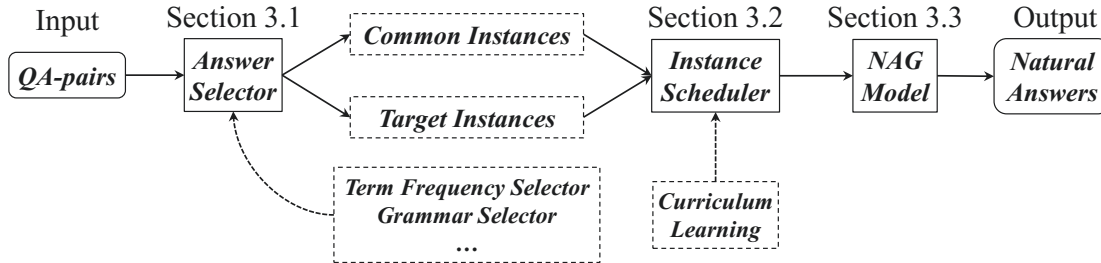 Input
Section 3.1
Section 3.2
Section 3.3
Output
QA-pairs
Answer
Selector
Common Instances
Target Instances
Instance
Scheduler
NAG
Model
Natural
Answers
Term Frequency Selector
Grammar Selector
...
Curriculum
Learning